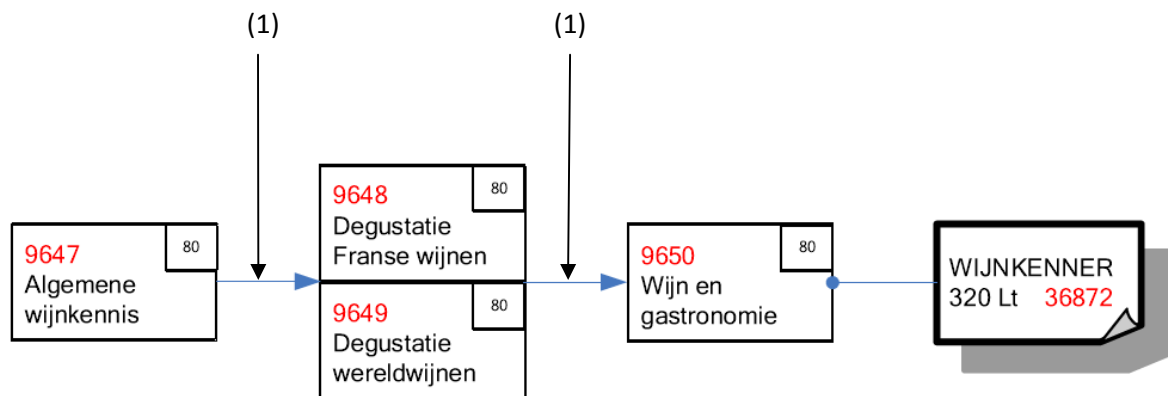 (1)
(1)
9647
80
Algemene
wijnkennis
9648
80
Degustatie
Franse wijnen
9649
80
Degustatie
wereldwijnen
9650
80
Wijn en
gastronomie
WIJNKENNER
320 Lt 36872